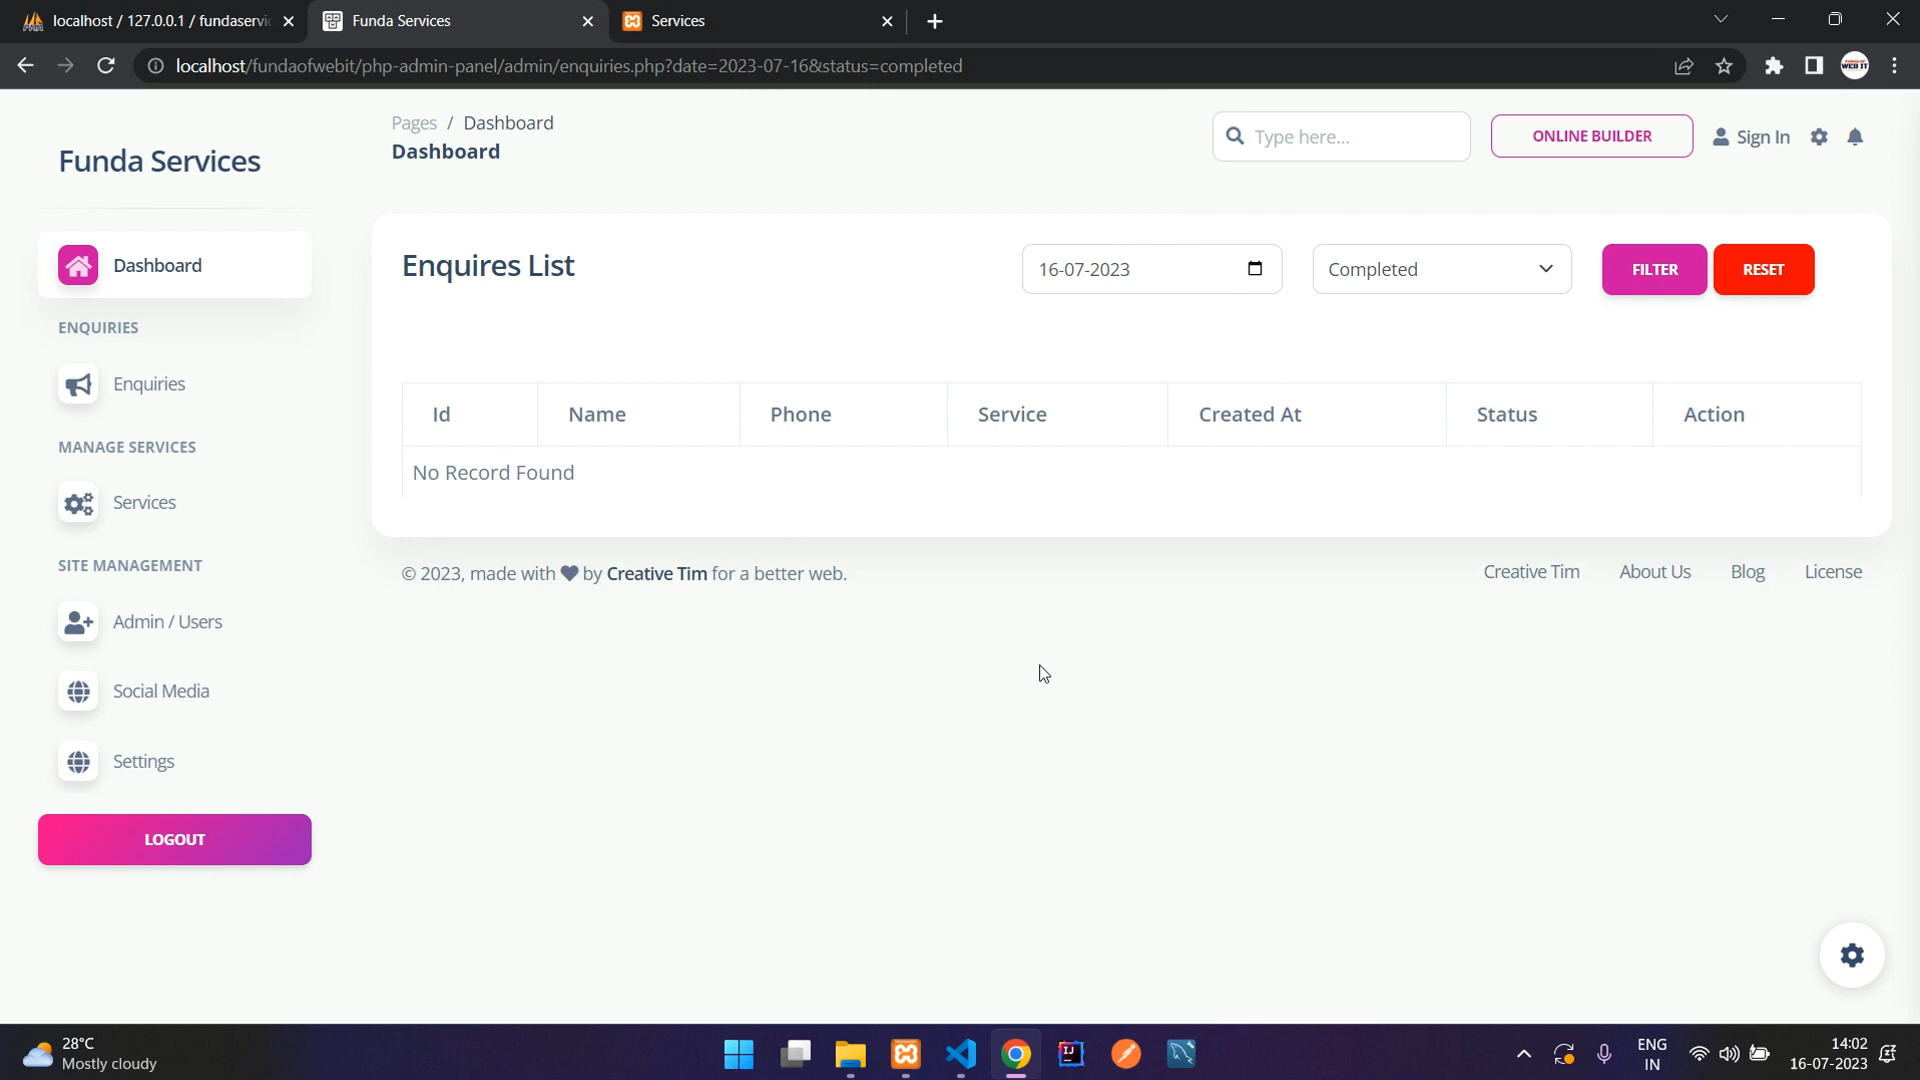 localhost / 127.0.0.1 / fundaservic
Funda Services
Services
localhost/fundaofwebit/php-admin-panel/admin/enquiries.php?date=2023-07-16&status=completed
Funda Services
Pages / Dashboard
Dashboard
Type here...
ONLINE BUILDER
Sign In
Dashboard
ENQUIRIES
Enquiries
MANAGE SERVICES
Services
SITE MANAGEMENT
Admin / Users
Social Media
Settings
LOGOUT
Enquires List
16-07-2023
Completed
FILTER
RESET
Id Name Phone Service Created At Status Action
No Record Found
© 2023, made with ♥ by Creative Tim for a better web.
Creative Tim About Us Blog License
28°C
Mostly cloudy
ENG
IN
14:02
16-07-2023